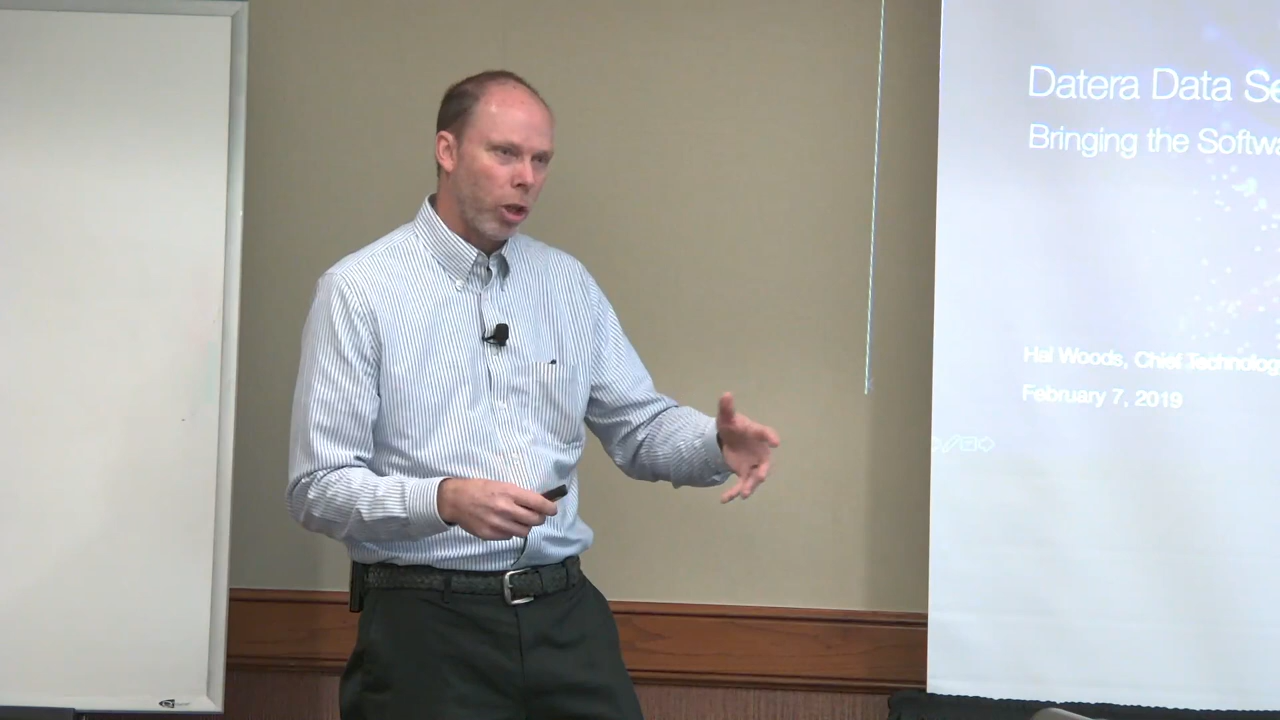 Datera Data Se
Bringing the Softwa
Hal Woods, Chief Technolog
February 7, 2019